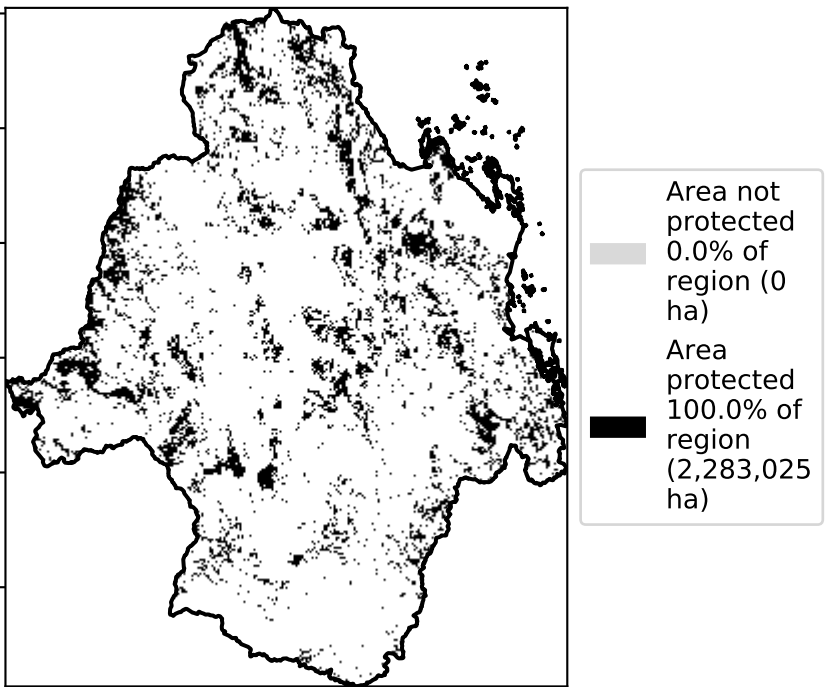 Area not
protected
0.0% of
region (0
ha)
Area
protected
100.0% of
region
(2,283,025
ha)